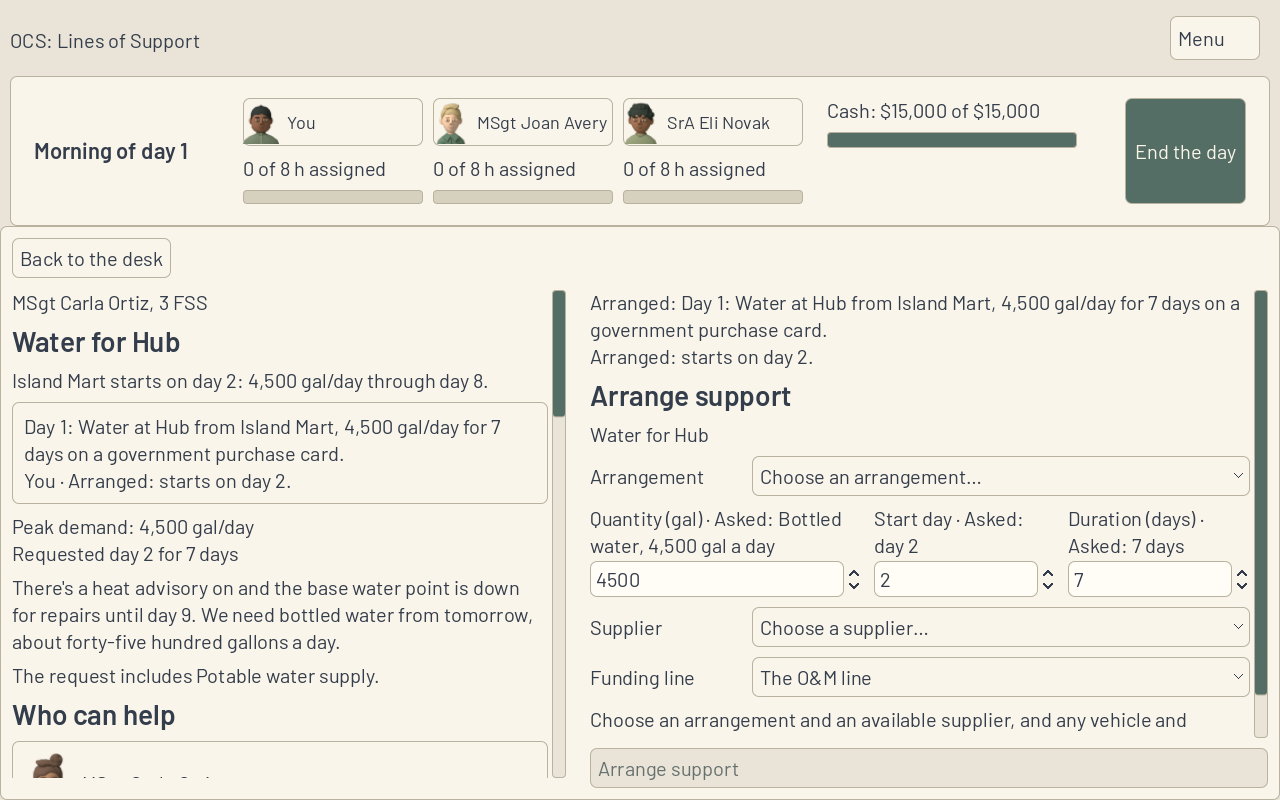 OCS: Lines of Support
Menu
Morning of day 1
You
MSgt Joan Avery
SrA Eli Novak
0 of 8 h assigned
0 of 8 h assigned
0 of 8 h assigned
Cash: $15,000 of $15,000
End the day
Back to the desk
MSgt Carla Ortiz, 3 FSS
Water for Hub
Island Mart starts on day 2: 4,500 gal/day through day 8.
Day 1: Water at Hub from Island Mart, 4,500 gal/day for 7
days on a government purchase card.
You · Arranged: starts on day 2.
Peak demand: 4,500 gal/day
Requested day 2 for 7 days
There's a heat advisory on and the base water point is down
for repairs until day 9. We need bottled water from tomorrow,
about forty-five hundred gallons a day.
The request includes Potable water supply.
Who can help
Arranged: Day 1: Water at Hub from Island Mart, 4,500 gal/day for 7 days on a
government purchase card.
Arranged: starts on day 2.
Arrange support
Water for Hub
Arrangement
Choose an arrangement...
Quantity (gal) · Asked: Bottled
water, 4,500 gal a day
4500
Start day · Asked:
day 2
2
Duration (days) ·
Asked: 7 days
7
Supplier
Choose a supplier...
Funding line
The O&M line
Choose an arrangement and an available supplier, and any vehicle and
Arrange support